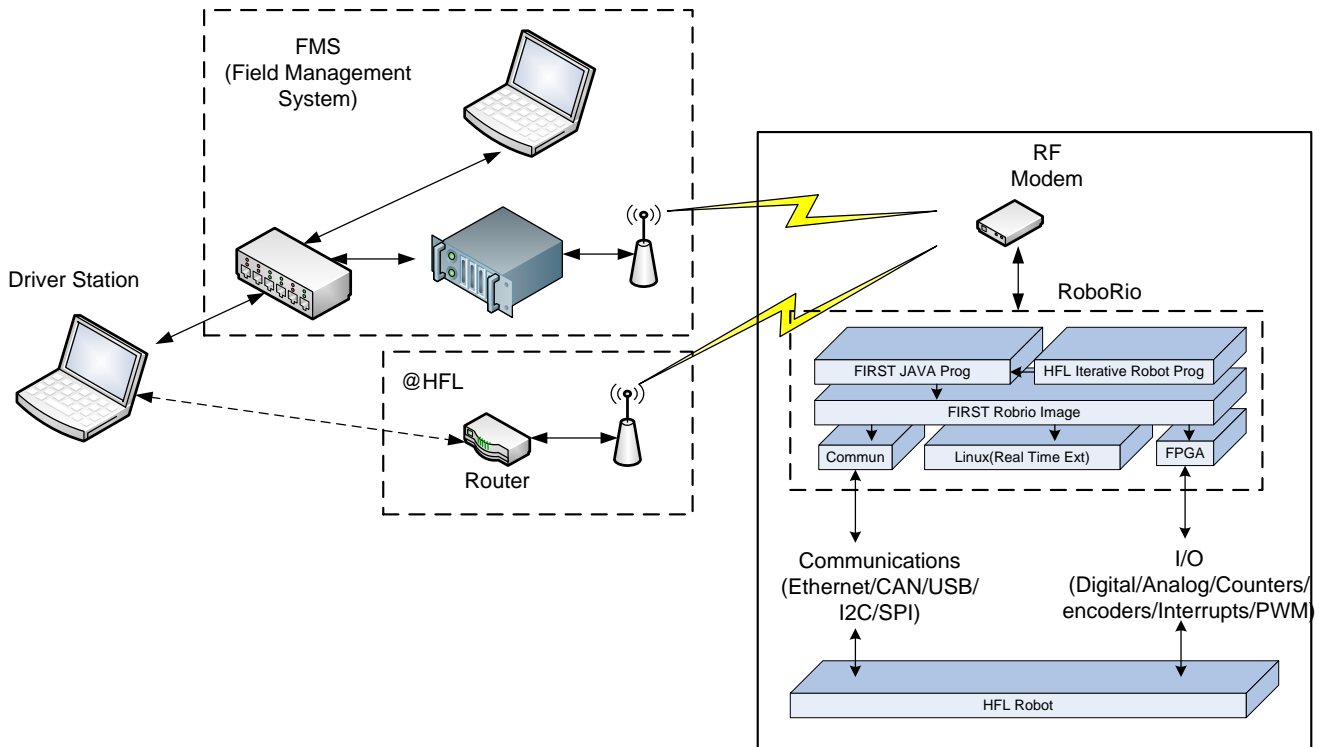 FMS
(Field Management
System)
RF
Modem
Driver Station
RoboRio
@HFL
Router
FIRST JAVA Prog
HFL Iterative Robot Prog
FIRST Robrio Image
Commun
Linux(Real Time Ext)
FPGA
Communications
(Ethernet/CAN/USB/
I2C/SPI)
I/O
(Digital/Analog/Counters/
encoders/Interrupts/PWM)
HFL Robot